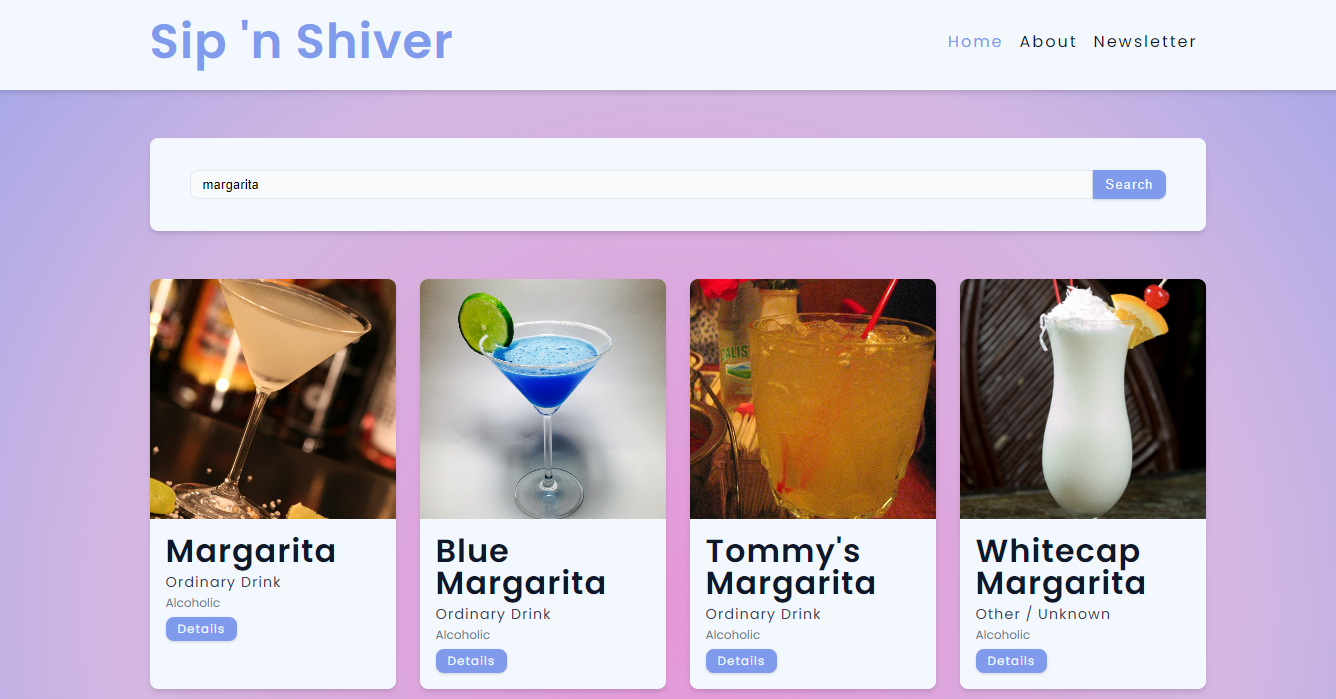 Sip 'n Shiver
Home About Newsletter
margarita
Search
Margarita
Ordinary Drink
Alcoholic
Details
Blue
Margarita
Ordinary Drink
Alcoholic
Details
Tommy's
Margarita
Ordinary Drink
Alcoholic
Details
Whitecap
Margarita
Other / Unknown
Alcoholic
Details